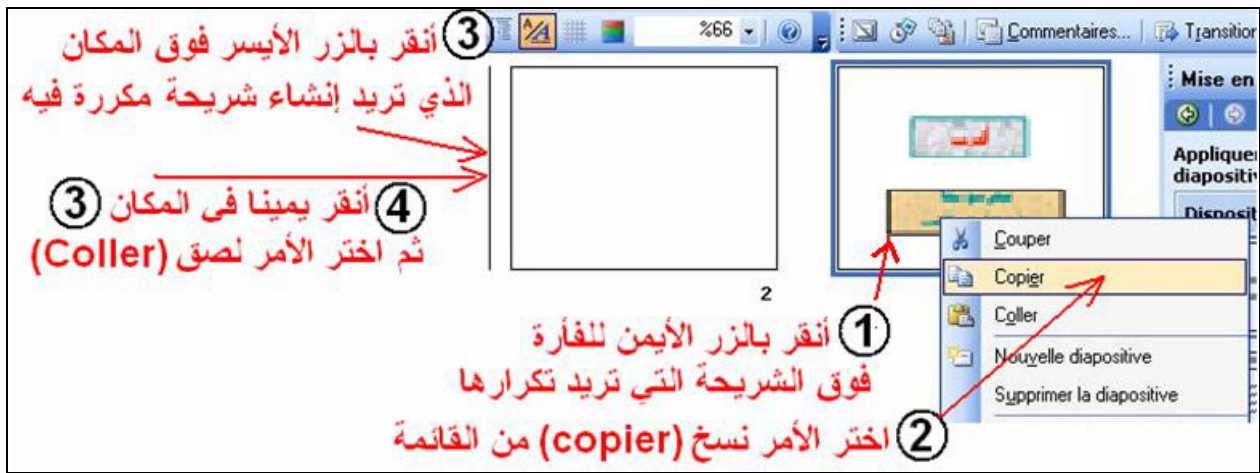 %66
Commentaires...
Transition
③ أنقر بالزر الأيسر فوق المكان
الذي تريد إنشاء شريحة مكررة فيه
④ أنقر يمينا في المكان ③
ثم اختر الأمر لصق (Coller)
2
Mise en
Appliquer
diapositiv
Disposit
Couper
Copier
Coller
Nouvelle diapositive
Supprimer la diapositive
① أنقر بالزر الأيمن للفأرة
فوق الشريحة التي تريد تكرارها
② اختر الأمر نسخ (copier) من القائمة